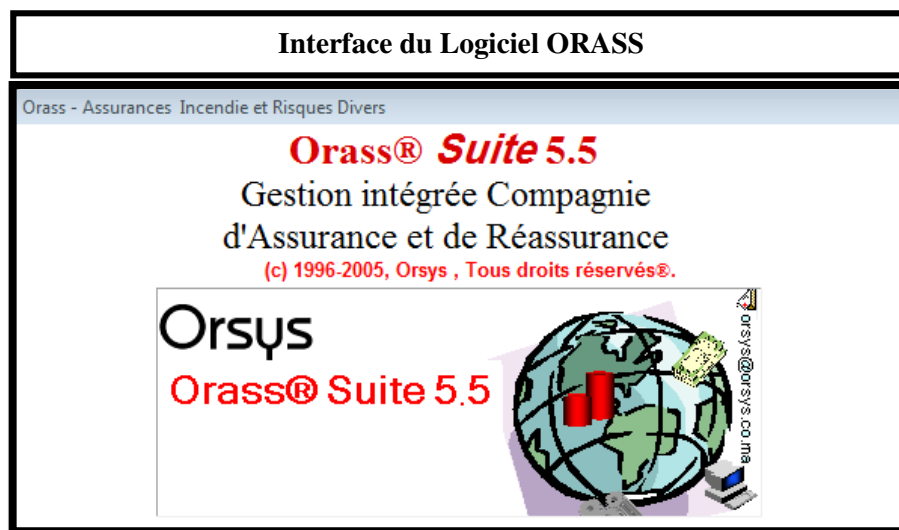 Interface du Logiciel ORASS
Orass - Assurances Incendie et Risques Divers
Orass® Suite 5.5
Gestion intégrée Compagnie
d'Assurance et de Réassurance
(c) 1996-2005, Orsys , Tous droits réservés®.
Orsys
Orass® Suite 5.5
orsys@orsys.co.ma